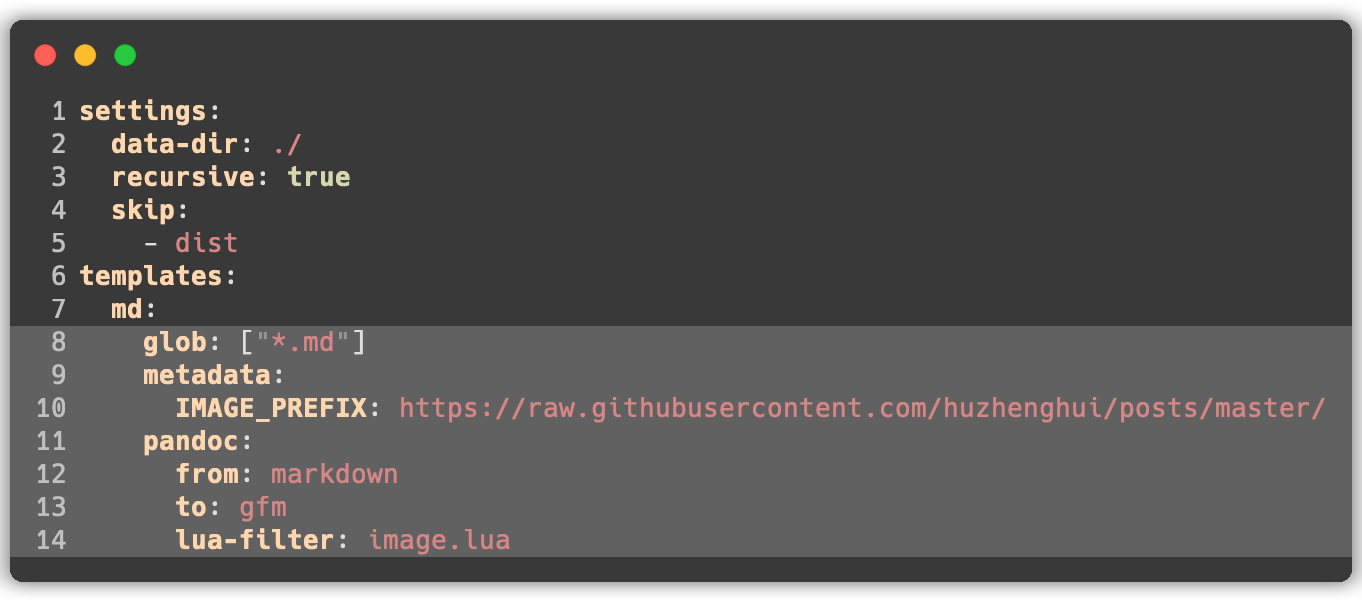 1 settings:
2   data-dir: ./
3   recursive: true
4   skip:
5     - dist
6 templates:
7   md:
8     glob: ["*.md"]
9     metadata:
10       IMAGE_PREFIX: https://raw.githubusercontent.com/huzhenghui/posts/master/
11     pandoc:
12       from: markdown
13       to: gfm
14       lua-filter: image.lua